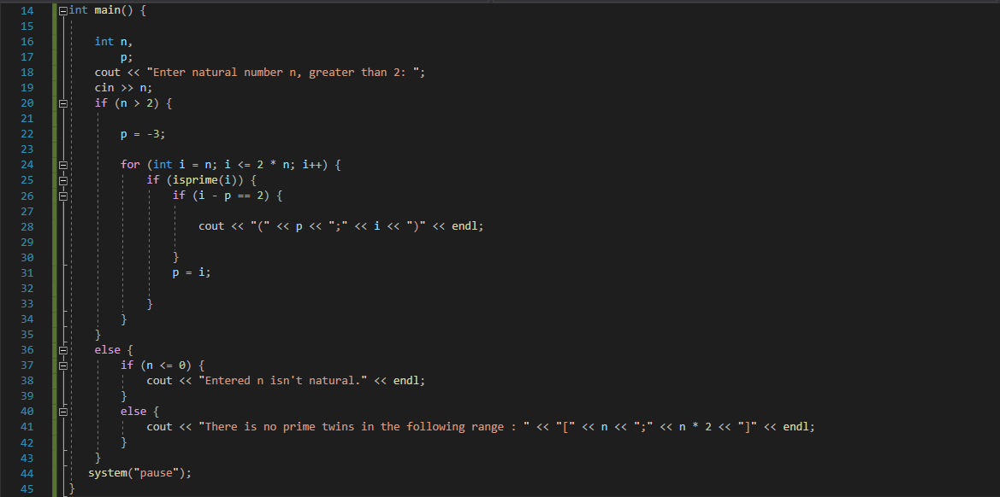 14 int main() {
15
16 int n,
17 p;
18 cout << "Enter natural number n, greater than 2: ";
19 cin >> n;
20 if (n > 2) {
21
22 p = -3;
23
24 for (int i = n; i <= 2 * n; i++) {
25 if (isprime(i)) {
26 if (i - p == 2) {
27
28 cout << "(" << p << ";" << i << ")" << endl;
29
30 }
31 p = i;
32
33 }
34 }
35 }
36 else {
37 if (n <= 0) {
38 cout << "Entered n isn't natural." << endl;
39 }
40 else {
41 cout << "There is no prime twins in the following range : " << "[" << n << ";" << n * 2 << "]" << endl;
42 }
43 }
44 system("pause");
45 }